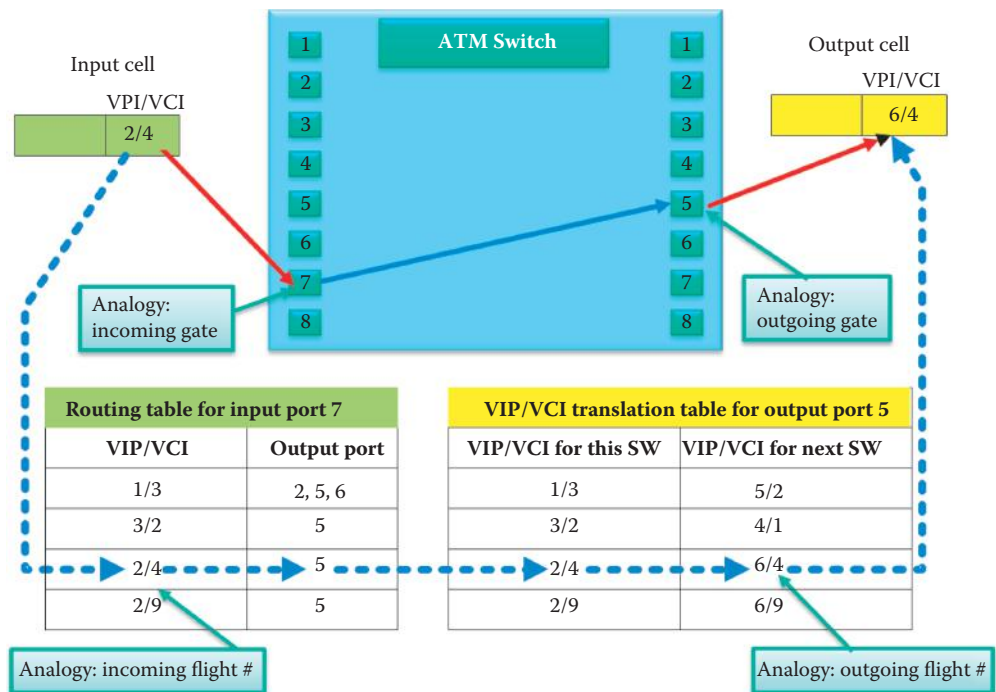 ATM Switch
Input cell
VPI/VCI
2/4
1
2
3
4
5
6
7
8
1
2
3
4
5
6
7
8
Output cell
VPI/VCI
6/4
Analogy:
incoming gate
Analogy:
outgoing gate
Routing table for input port 7
VIP/VCI Output port
1/3 2, 5, 6
3/2 5
2/4 5
2/9 5
VIP/VCI translation table for output port 5
VIP/VCI for this SW VIP/VCI for next SW
1/3 5/2
3/2 4/1
2/4 6/4
2/9 6/9
Analogy: incoming flight #
Analogy: outgoing flight #